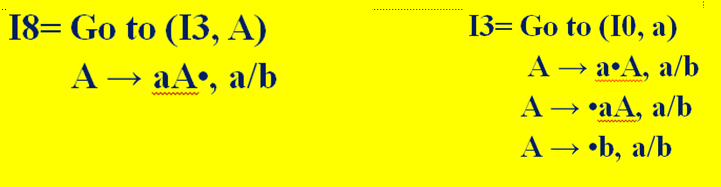 I8= Go to (I3, A)
A → aA•, a/b
I3= Go to (I0, a)
A → a•A, a/b
A → •aA, a/b
A → •b, a/b